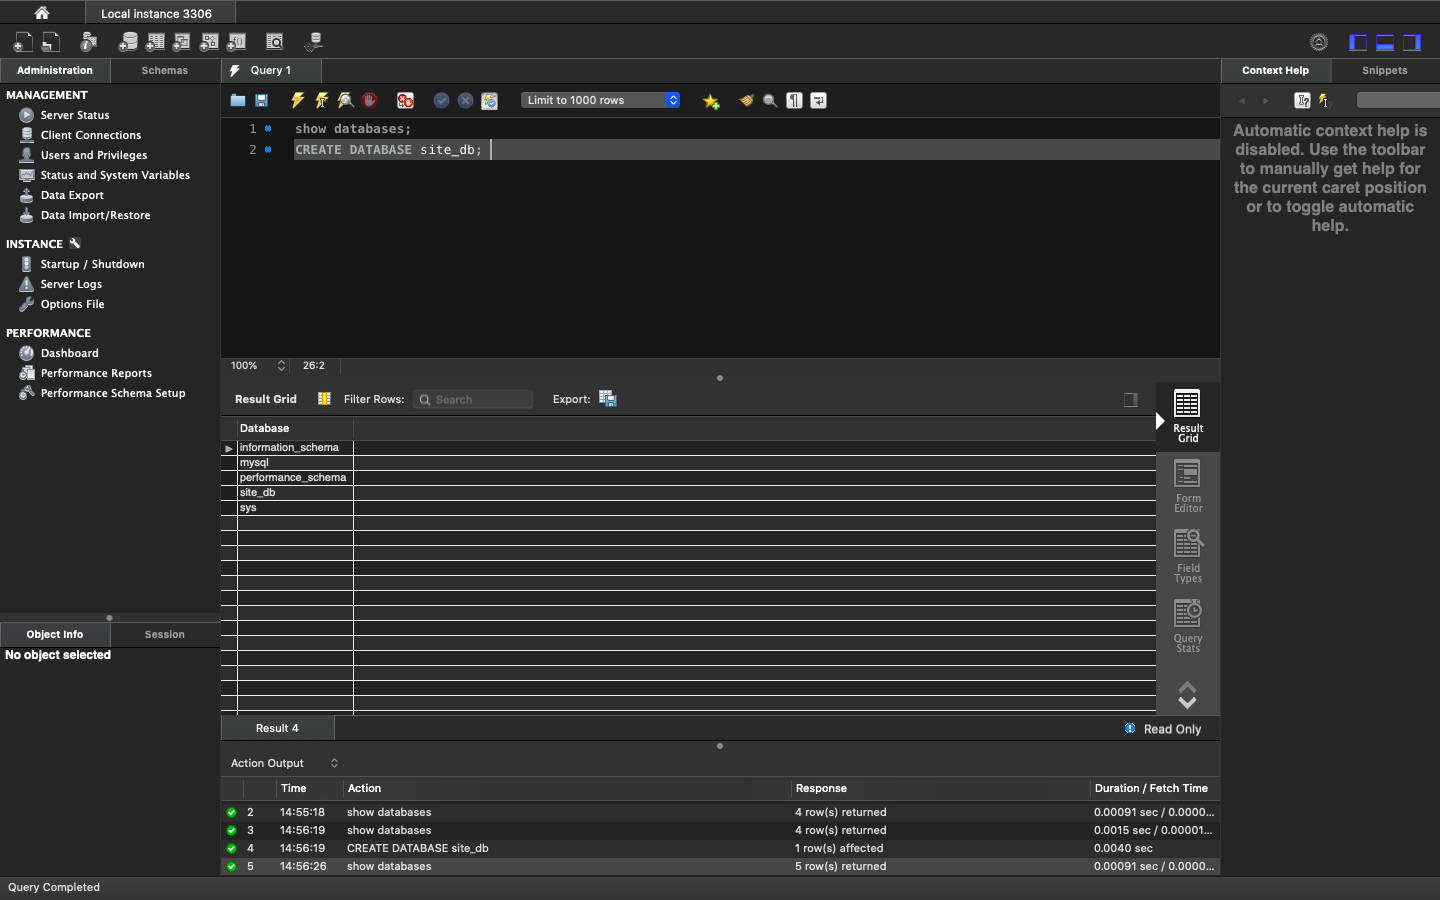 Local instance 3306
Administration
Schemas
Query 1
Context Help
Snippets
MANAGEMENT
Server Status
Client Connections
Users and Privileges
Status and System Variables
Data Export
Data Import/Restore
INSTANCE
Startup / Shutdown
Server Logs
Options File
PERFORMANCE
Dashboard
Performance Reports
Performance Schema Setup
Object Info
Session
No object selected
Limit to 1000 rows
1 show databases;
2 CREATE DATABASE site_db;
100%
26:2
Result Grid
Filter Rows:
Search
Export:
Database
information_schema
mysql
performance_schema
site_db
sys
Result
Grid
Form
Editor
Field
Types
Query
Stats
Result 4
Read Only
Action Output
Time Action Response Duration / Fetch Time
2 14:55:18 show databases 4 row(s) returned 0.00091 sec / 0.0000...
3 14:56:19 show databases 4 row(s) returned 0.0015 sec / 0.00001...
4 14:56:19 CREATE DATABASE site_db 1 row(s) affected 0.0040 sec
5 14:56:26 show databases 5 row(s) returned 0.00091 sec / 0.0000...
Automatic context help is
disabled. Use the toolbar
to manually get help for
the current caret position
or to toggle automatic
help.
Query Completed